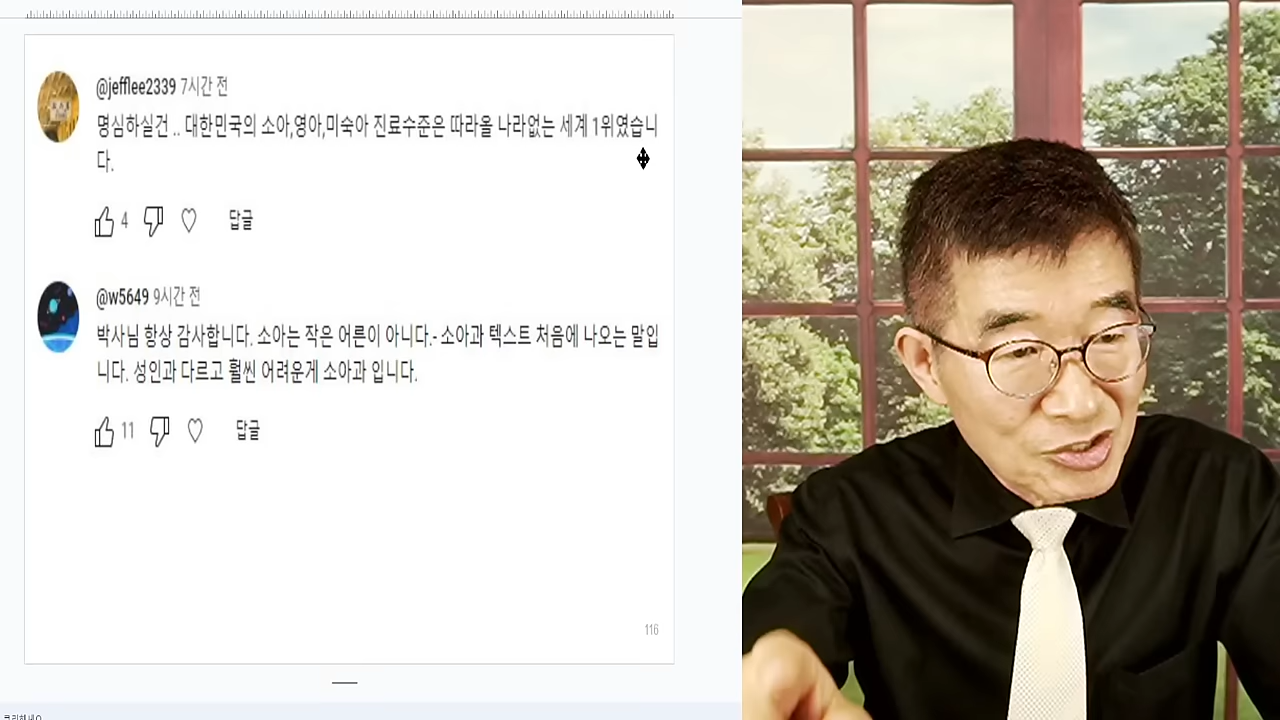 @jefflee2339 7시간 전
명심하실건 .. 대한민국의 소아,영아,미숙아 진료수준은 따라올 나라없는 세계 1위였습니
다.
4 답글
@w5649 9시간 전
박사님 항상 감사합니다. 소아는 작은 어른이 아니다.- 소아과 텍스트 처음에 나오는 말입
니다. 성인과 다르고 훨씬 어려운게 소아과 입니다.
11 답글
116